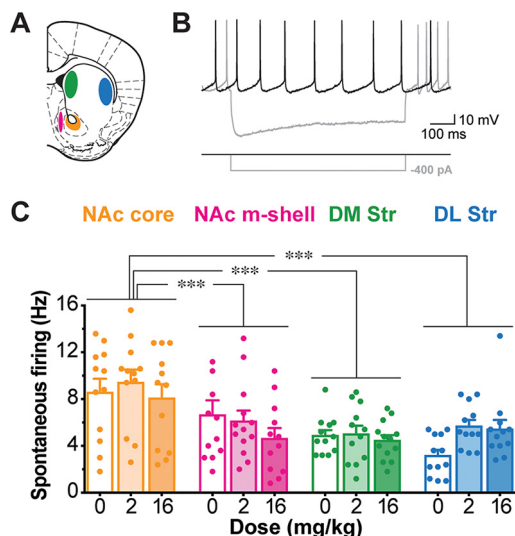 A
B
10 mV
100 ms
-400 pA
C
NAc core NAc m-shell DM Str DL Str
***
***
***
Spontaneous firing (Hz)
16
12
8
4
0
0 2 16 0 2 16 0 2 16 0 2 16
Dose (mg/kg)